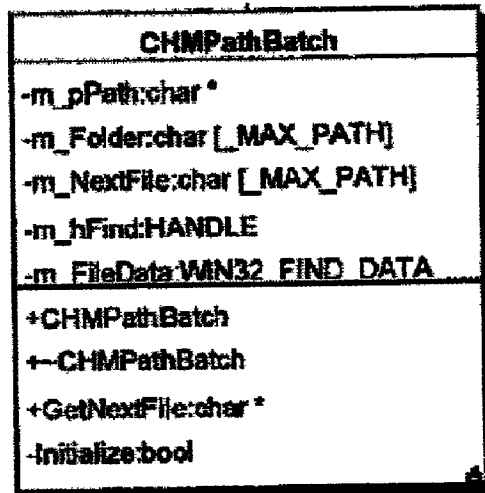 CHMPathBatch
-m_pPath:char *
-m_Folder:char [_MAX_PATH]
-m_NextFile:char [_MAX_PATH]
-m_hFind:HANDLE
-m_FileData:WIN32_FIND_DATA
+CHMPathBatch
+~CHMPathBatch
+GetNextFile:char *
-Initialize:bool